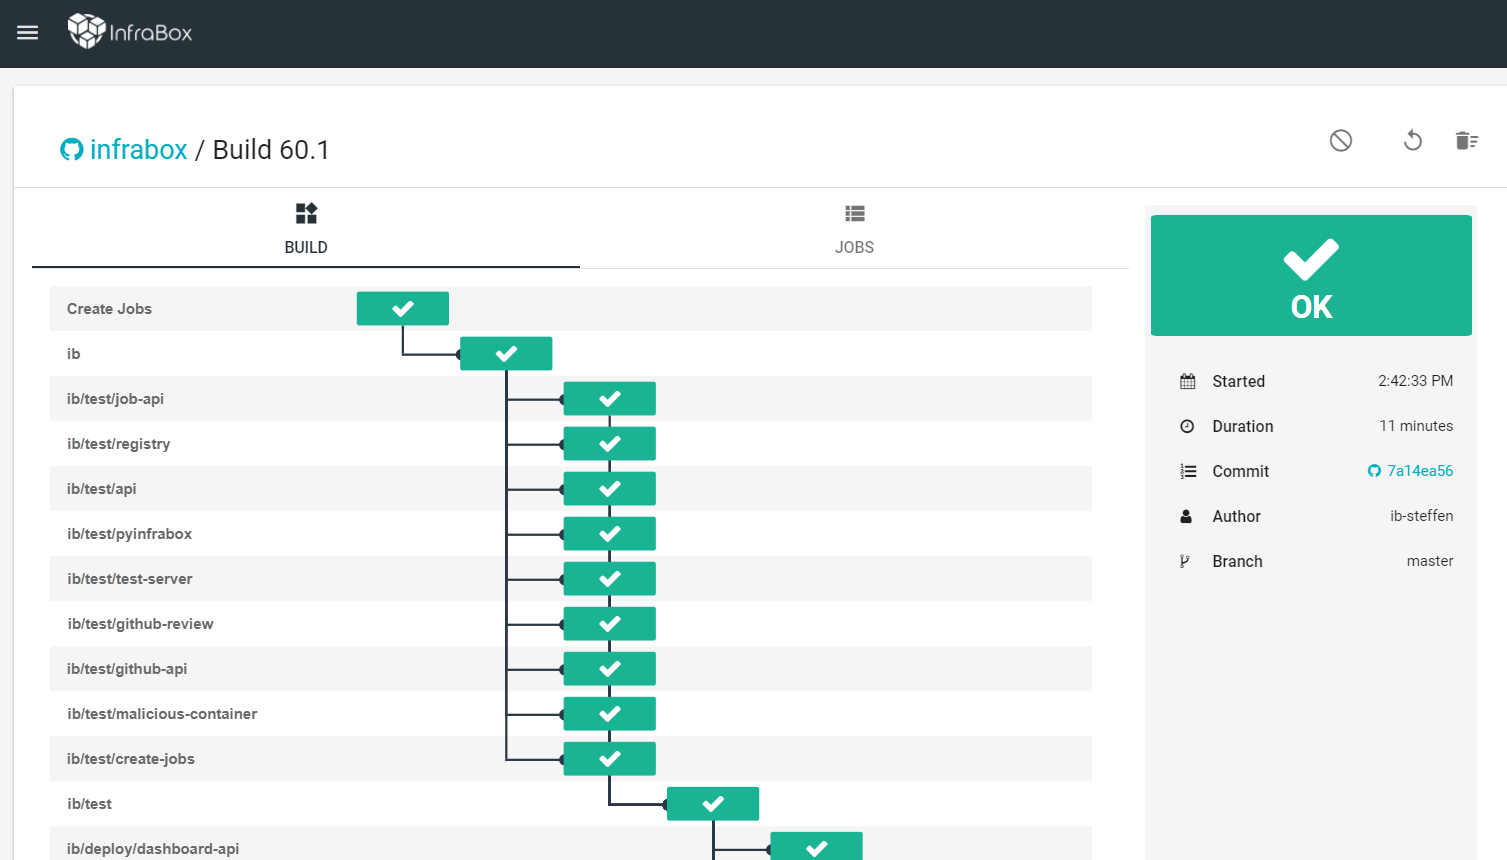 InfraBox
infrabox / Build 60.1
BUILD
JOBS
Create Jobs
ib
ib/test/job-api
ib/test/registry
ib/test/api
ib/test/pyinfrabox
ib/test/test-server
ib/test/github-review
ib/test/github-api
ib/test/malicious-container
ib/test/create-jobs
ib/test
ib/deploy/dashboard-api
OK
Started 2:42:33 PM
Duration 11 minutes
Commit 7a14ea56
Author ib-steffen
Branch master